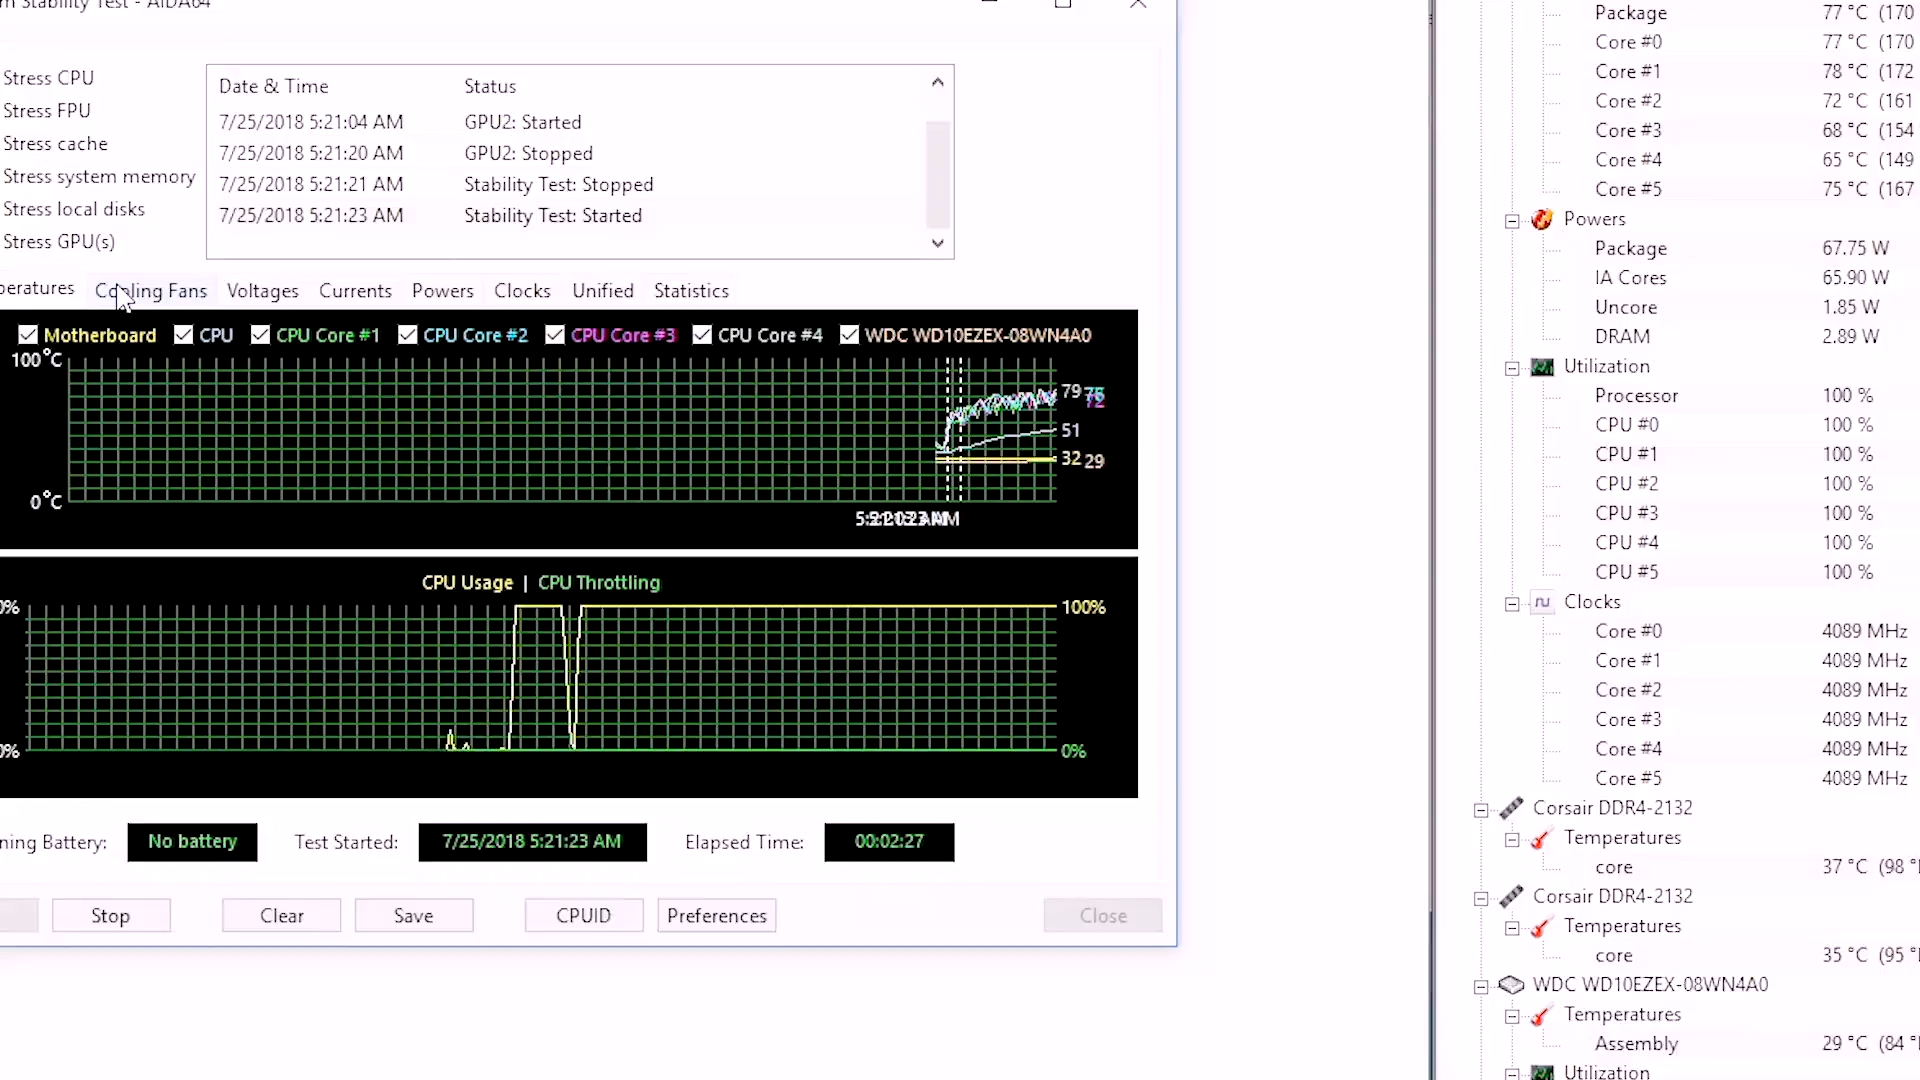 Stability Test - AIDA64
Stress CPU
Stress FPU
Stress cache
Stress system memory
Stress local disks
Stress GPU(s)
Date & Time Status
7/25/2018 5:21:04 AM GPU2: Started
7/25/2018 5:21:20 AM GPU2: Stopped
7/25/2018 5:21:21 AM Stability Test: Stopped
7/25/2018 5:21:23 AM Stability Test: Started
peratures Cooling Fans Voltages Currents Powers Clocks Unified Statistics
Motherboard CPU CPU Core #1 CPU Core #2 CPU Core #3 CPU Core #4 WDC WD10EZEX-08WN4A0
100°C
79
72
51
32 29
0°C
CPU Usage | CPU Throttling
0% 100%
0% 0%
ning Battery: No battery Test Started: 7/25/2018 5:21:23 AM Elapsed Time: 00:02:27
Stop Clear Save CPUID Preferences Close
Package 77 °C (170
Core #0 77 °C (170
Core #1 78 °C (172
Core #2 72 °C (161
Core #3 68 °C (154
Core #4 65 °C (149
Core #5 75 °C (167
Powers
Package 67.75 W
IA Cores 65.90 W
Uncore 1.85 W
DRAM 2.89 W
Utilization
Processor 100 %
CPU #0 100 %
CPU #1 100 %
CPU #2 100 %
CPU #3 100 %
CPU #4 100 %
CPU #5 100 %
Clocks
Core #0 4089 MHz
Core #1 4089 MHz
Core #2 4089 MHz
Core #3 4089 MHz
Core #4 4089 MHz
Core #5 4089 MHz
Corsair DDR4-2132
Temperatures
core 37 °C (98 °
Corsair DDR4-2132
Temperatures
core 35 °C (95 °
WDC WD10EZEX-08WN4A0
Temperatures
Assembly 29 °C (84 °
Utilization